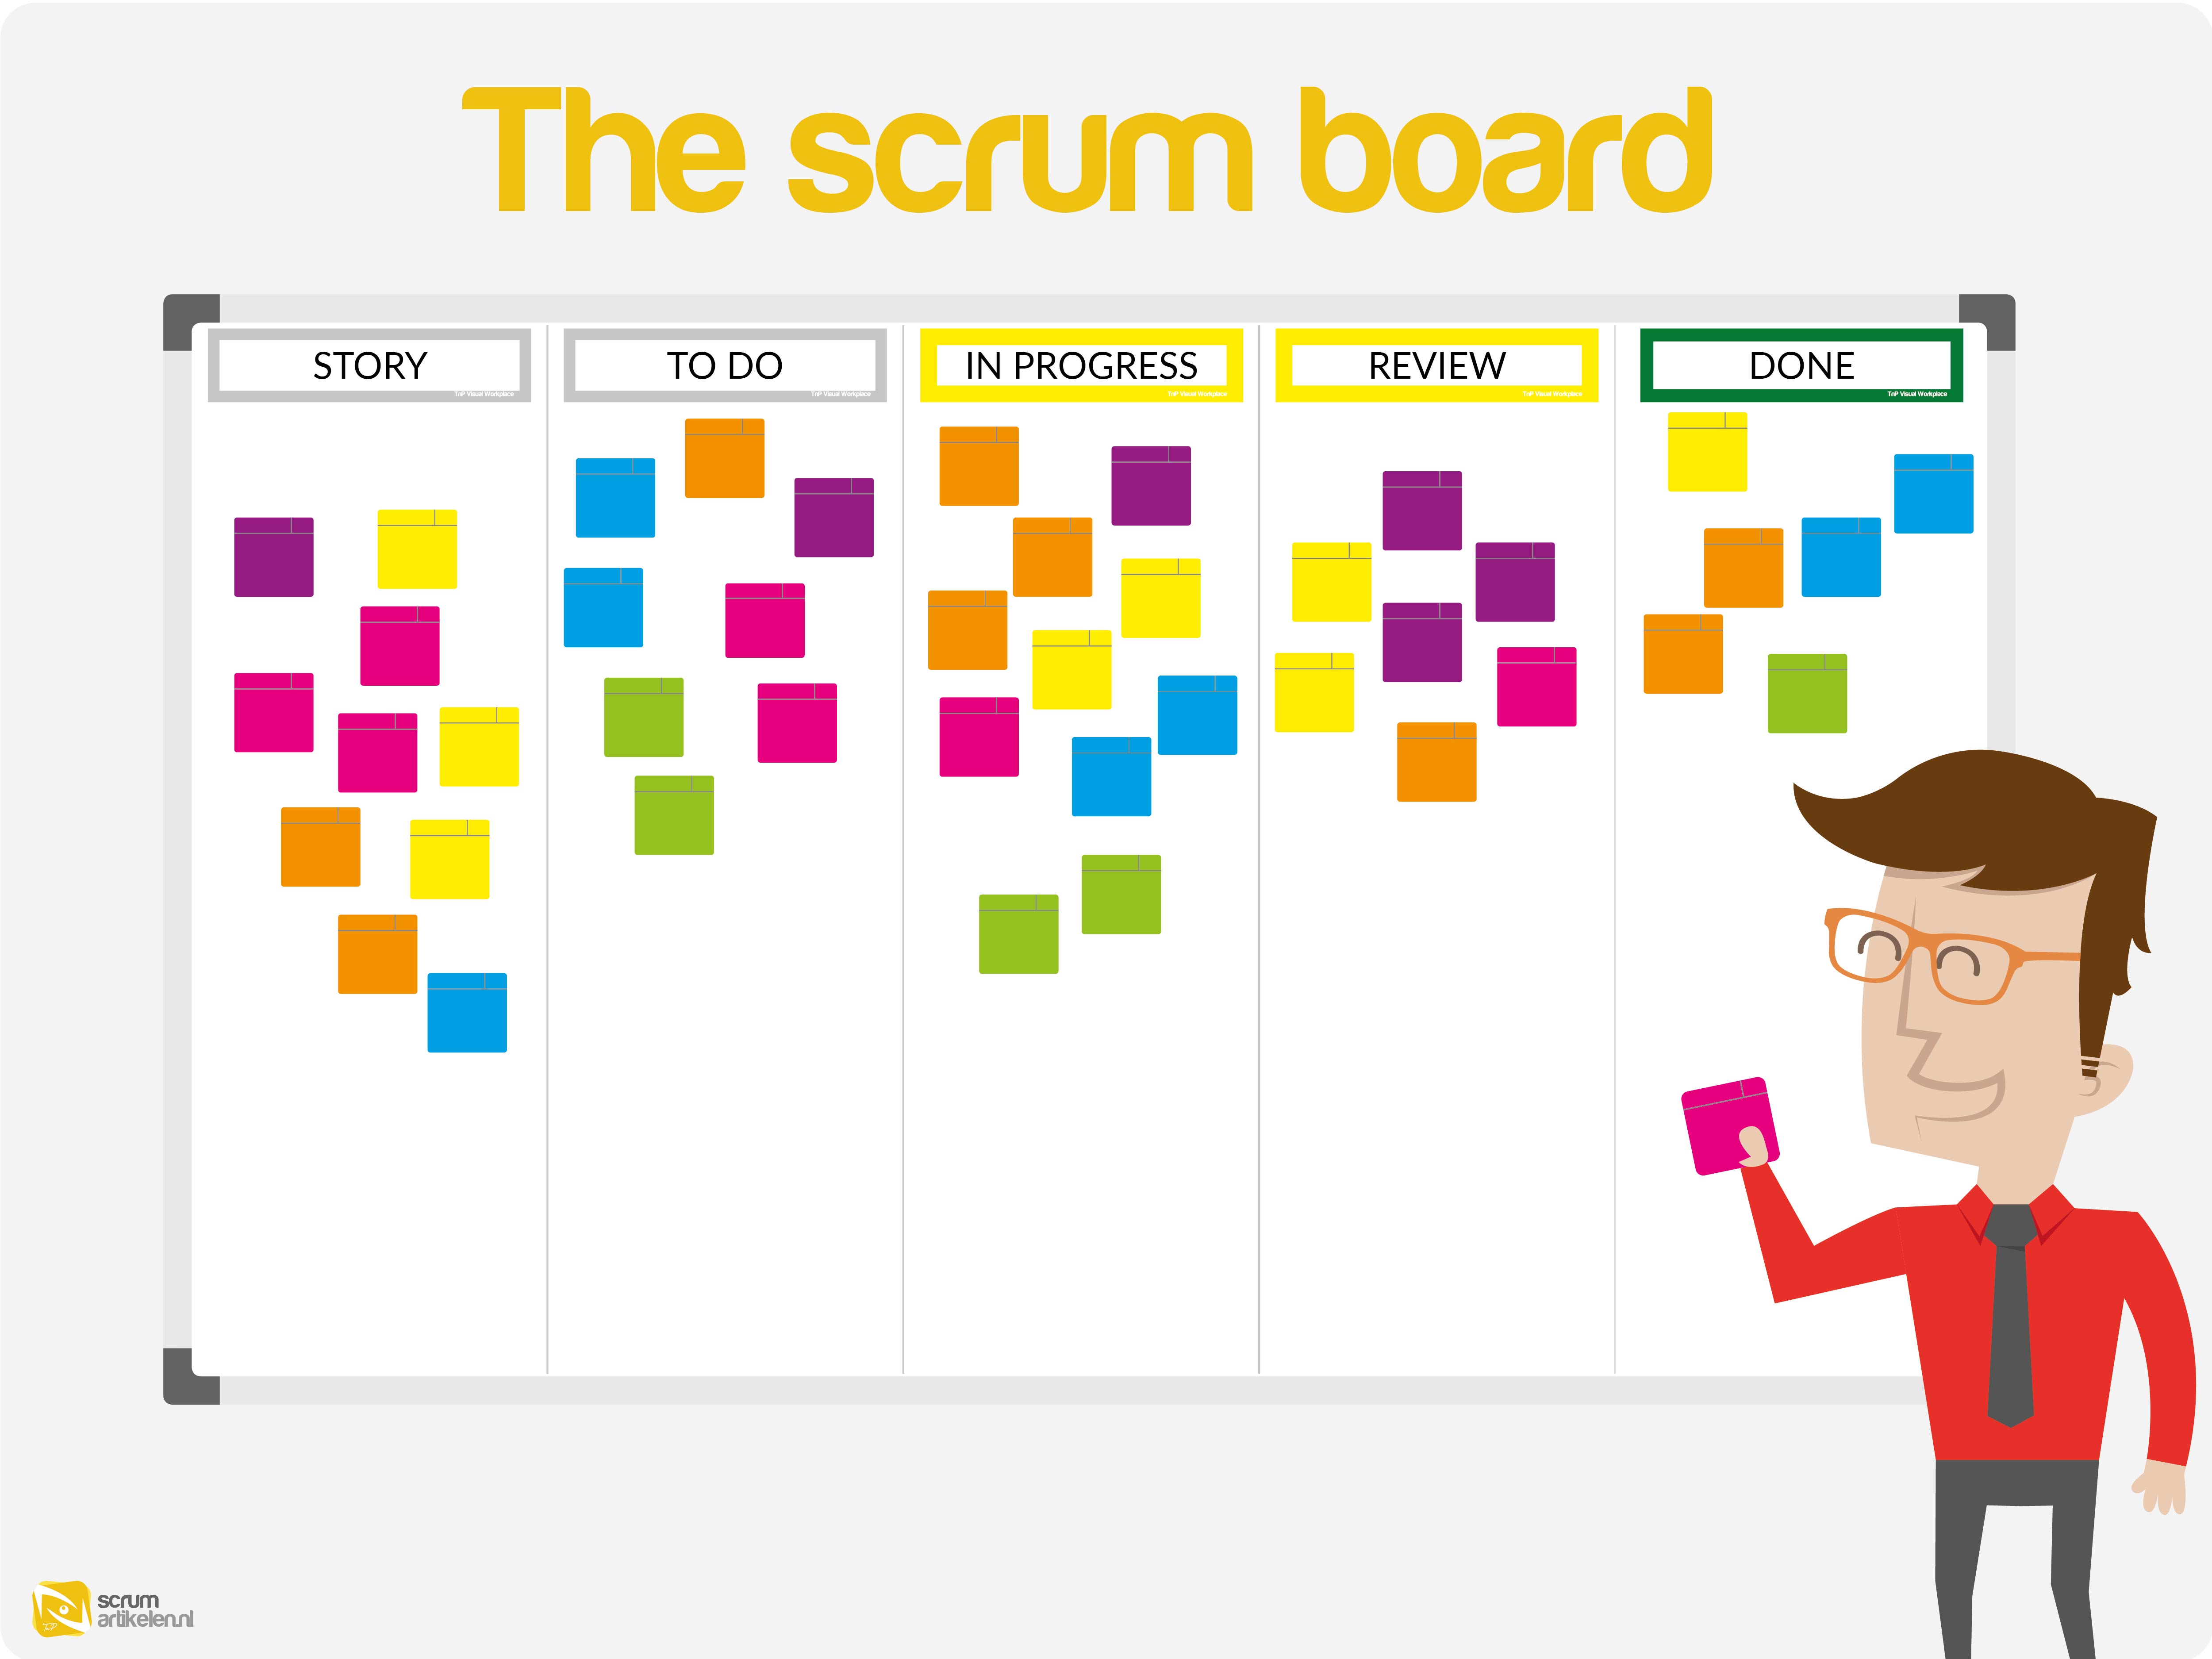 The scrum board
STORY
TnP Visual Workplace
TO DO
TnP Visual Workplace
IN PROGRESS
TnP Visual Workplace
REVIEW
TnP Visual Workplace
DONE
TnP Visual Workplace
scrum
artikelen.nl